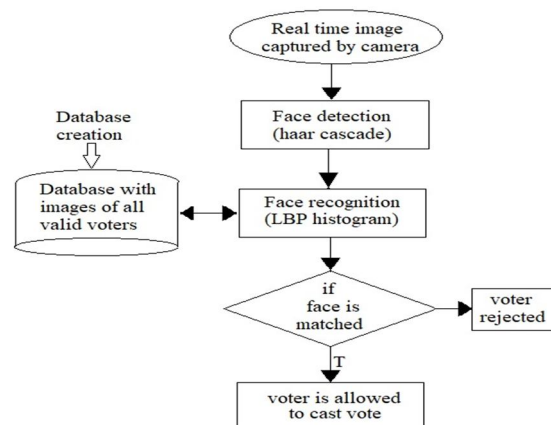 Real time image
captured by camera
Face detection
(haar cascade)
Database
creation
Database with
images of all
valid voters
Face recognition
(LBP histogram)
if
face is
matched
voter
rejected
T
voter is allowed
to cast vote